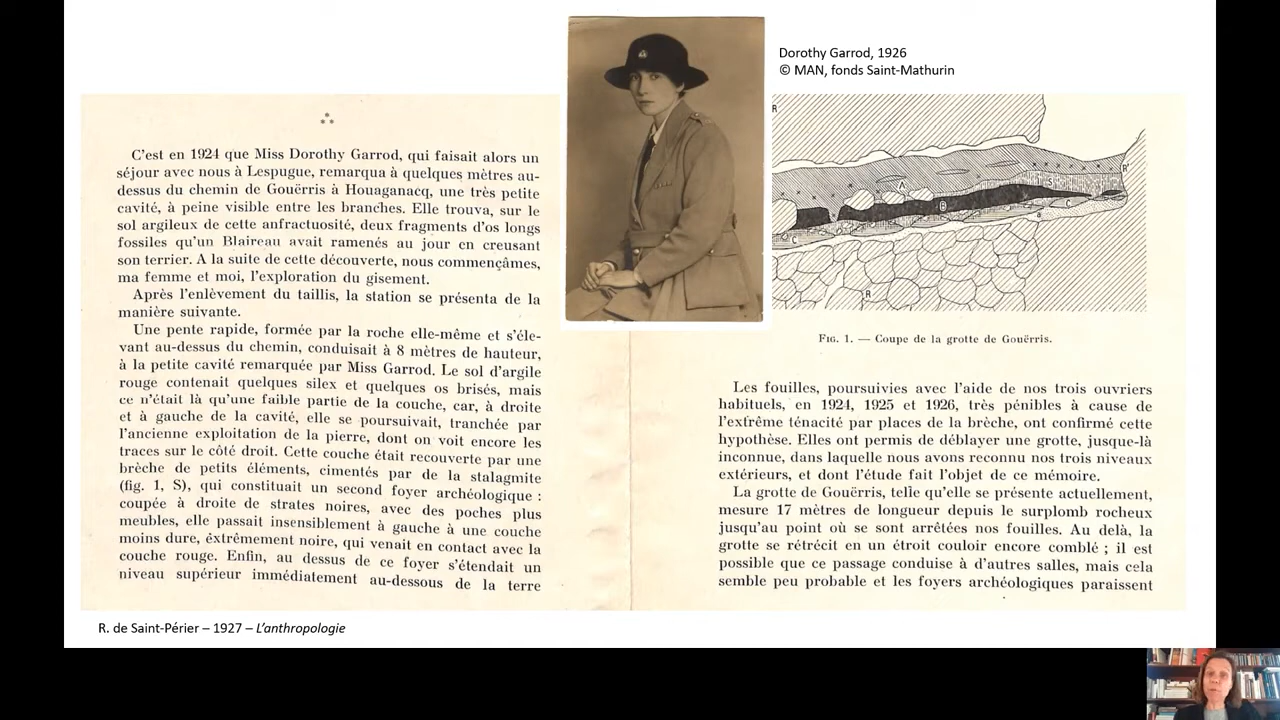 Dorothy Garrod, 1926
© MAN, fonds Saint-Mathurin
C'est en 1924 que Miss Dorothy Garrod, qui faisait alors un
séjour avec nous à Lespugue, remarqua à quelques mètres au-
dessus du chemin de Gouërris à Houaganacq, une très petite
cavité, à peine visible entre les branches. Elle trouva, sur le
sol argileux de cette anfractuosité, deux fragments d'os longs
fossiles qu'un Blaireau avait ramenés au jour en creusant
son terrier. A la suite de cette découverte, nous commençâmes,
ma femme et moi, l'exploration du gisement.
Après l'enlèvement du taillis, la station se présenta de la
manière suivante.
Une pente rapide, formée par la roche elle-même et s'éle-
vant au-dessus du chemin, conduisait à 8 mètres de hauteur,
à la petite cavité remarquée par Miss Garrod. Le sol d'argile
rouge contenait quelques silex et quelques os brisés, mais
ce n'était là qu'une faible partie de la couche, car, à droite
et à gauche de la cavité, elle se poursuivait, tranchée par
l'ancienne exploitation de la pierre, dont on voit encore les
traces sur le côté droit. Cette couche était recouverte par une
brèche de petits éléments, cimentés par de la stalagmite
(fig. 1, S), qui constituait un second foyer archéologique :
coupée à droite de strates noires, avec des poches plus
meubles, elle passait insensiblement à gauche à une couche
moins dure, extrêmement noire, qui venait en contact avec la
couche rouge. Enfin, au dessus de ce foyer s'étendait un
niveau supérieur immédiatement au-dessous de la terre
R
A
R'
S
B
C
C
R
FIG. 1. — Coupe de la grotte de Gouërris.
Les fouilles, poursuivies avec l'aide de nos trois ouvriers
habituels, en 1924, 1925 et 1926, très pénibles à cause de
l'extrême ténacité par places de la brèche, ont confirmé cette
hypothèse. Elles ont permis de déblayer une grotte, jusque-là
inconnue, dans laquelle nous avons reconnu nos trois niveaux
extérieurs, et dont l'étude fait l'objet de ce mémoire.
La grotte de Gouërris, telle qu'elle se présente actuellement,
mesure 17 mètres de longueur depuis le surplomb rocheux
jusqu'au point où se sont arrêtées nos fouilles. Au delà, la
grotte se rétrécit en un étroit couloir encore comblé ; il est
possible que ce passage conduise à d'autres salles, mais cela
semble peu probable et les foyers archéologiques paraissent
R. de Saint-Périer – 1927 – L'anthropologie